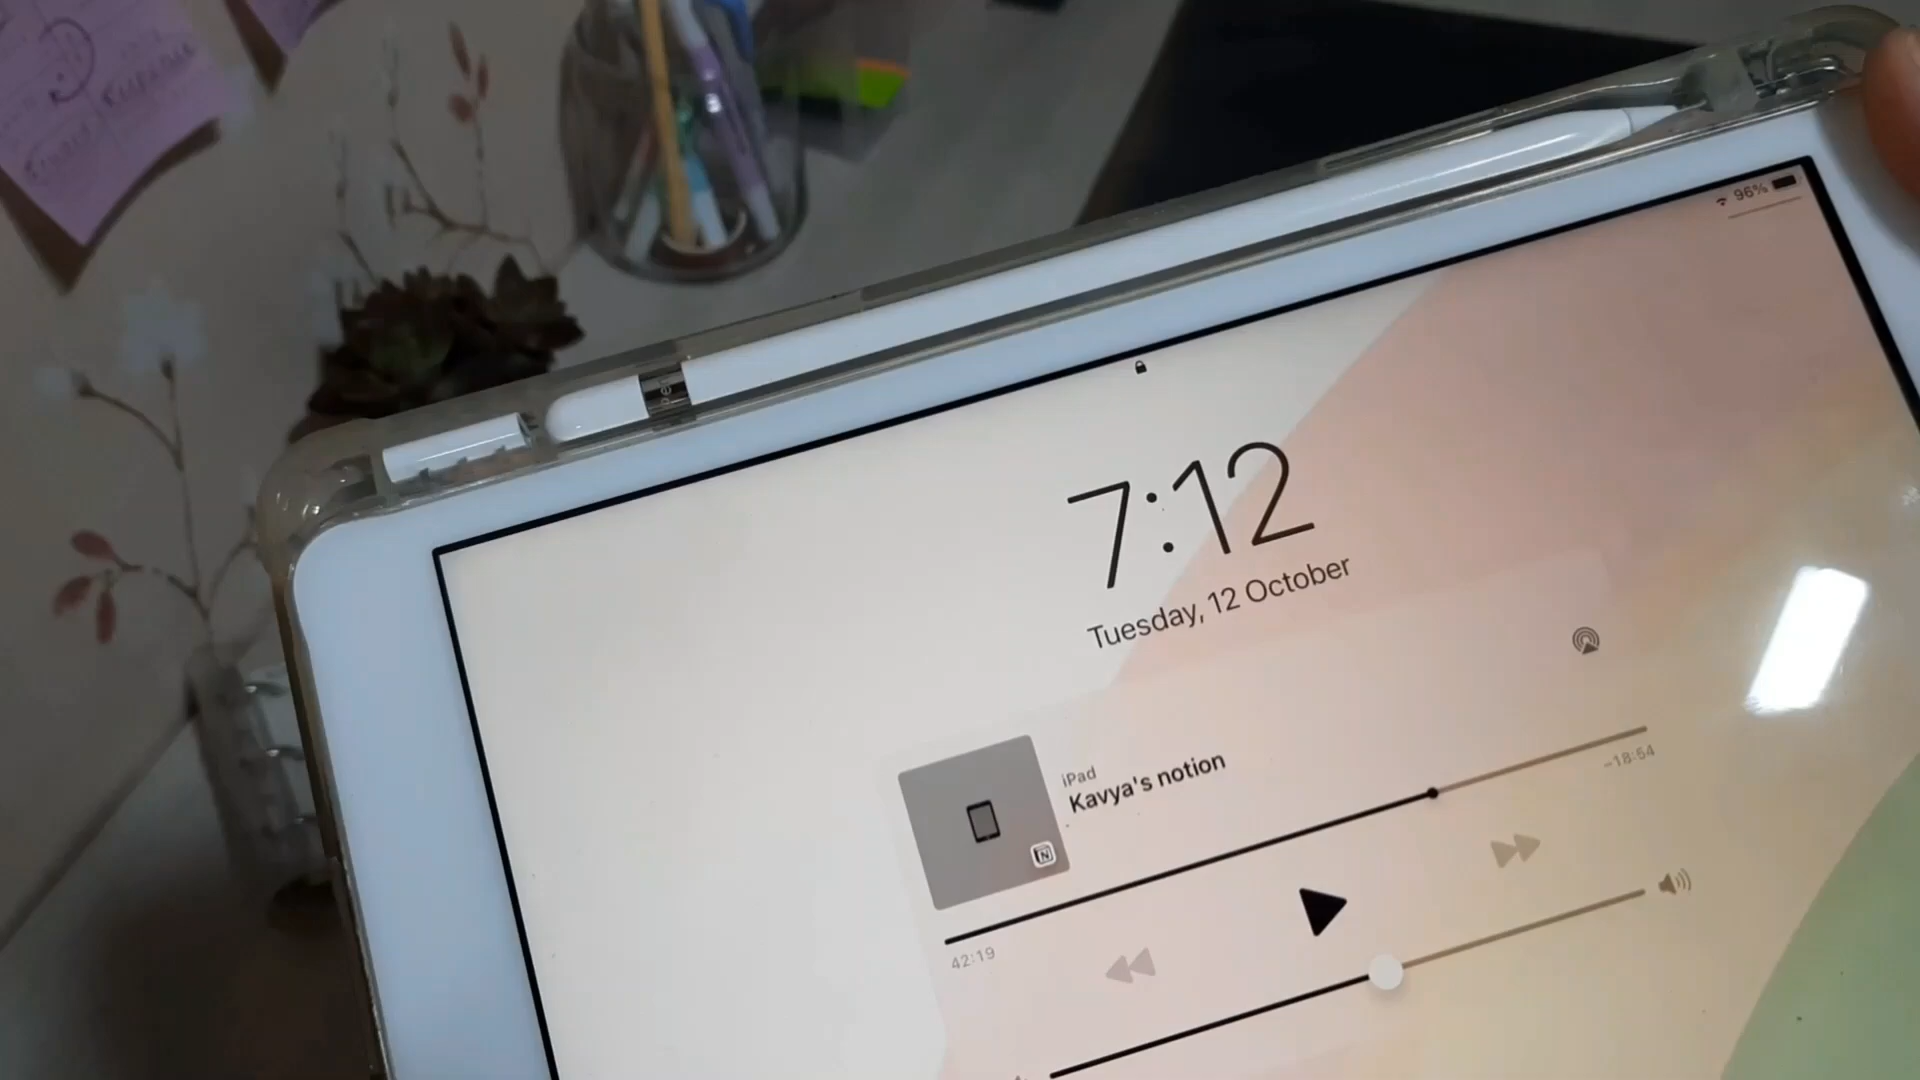 96%
7:12
Tuesday, 12 October
iPad
Kavya's notion
-18:54
42:19